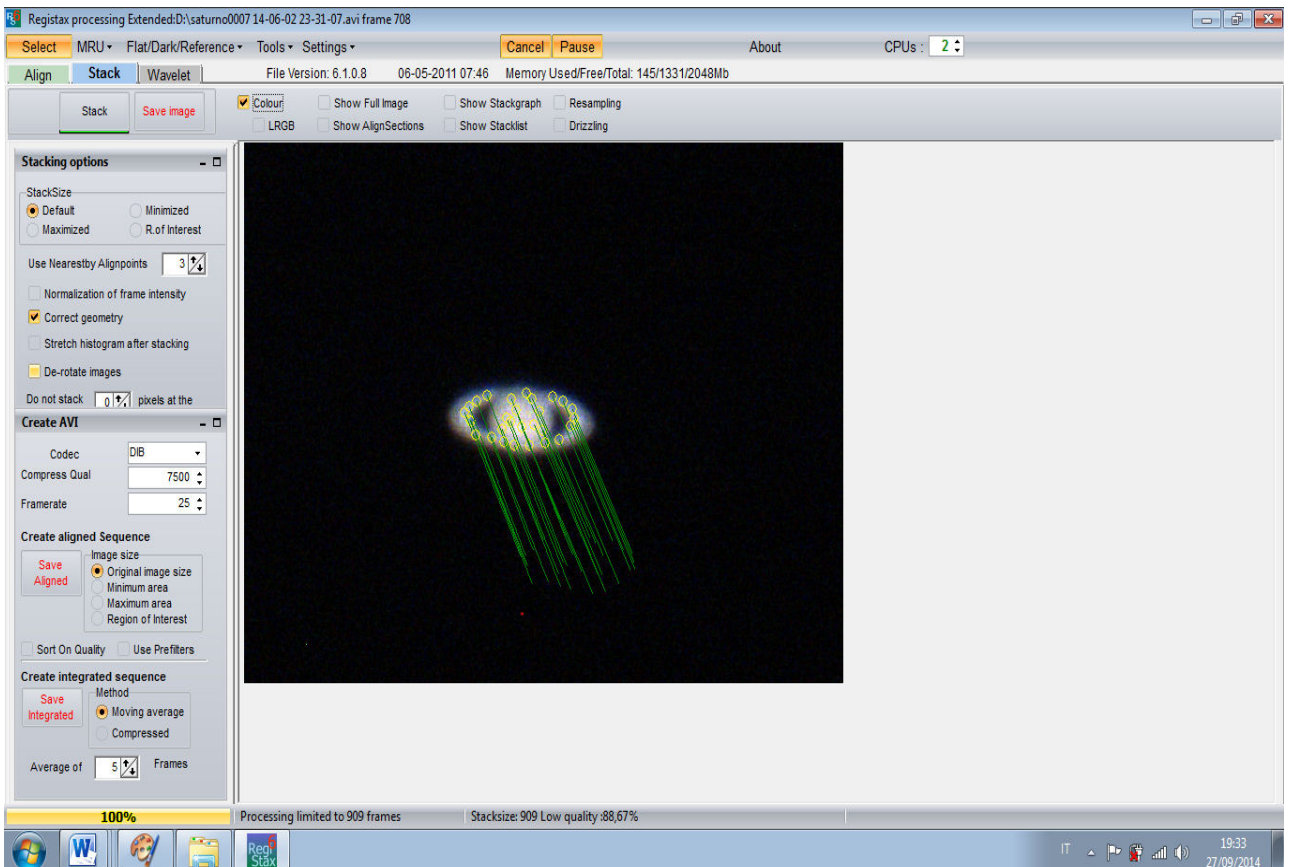 Registax processing Extended:D:\saturno0007 14-06-02 23-31-07.avi frame 708
Select MRU Flat/Dark/Reference Tools Settings Cancel Pause About CPUs : 2
Align Stack Wavelet File Version: 6.1.0.8 06-05-2011 07:46 Memory Used/Free/Total: 145/1331/2048Mb
Stack Save image Colour Show Full Image Show Stackgraph Resampling
LRGB Show AlignSections Show Stacklist Drizzling
Stacking options
StackSize
Default Minimized
Maximized R.of Interest
Use Nearestby Alignpoints 3
Normalization of frame intensity
Correct geometry
Stretch histogram after stacking
De-rotate images
Do not stack 0 pixels at the
Create AVI
Codec DIB
Compress Qual 7500
Framerate 25
Create aligned Sequence
Save Aligned
Image size
Original image size
Minimum area
Maximum area
Region of Interest
Sort On Quality Use Prefilters
Create integrated sequence
Save Integrated
Method
Moving average
Compressed
Average of 5 Frames
100% Processing limited to 909 frames Stacksize: 909 Low quality :88,67%
W Regi Stax IT 19:33
27/09/2014